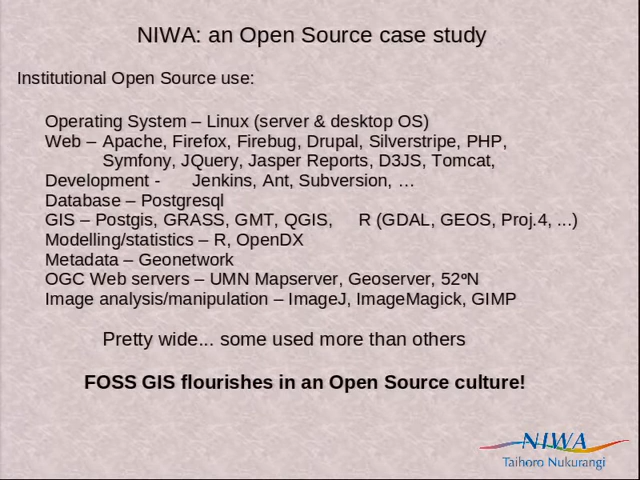 NIWA: an Open Source case study
Institutional Open Source use:
Operating System – Linux (server & desktop OS)
Web – Apache, Firefox, Firebug, Drupal, Silverstripe, PHP,
Symfony, JQuery, Jasper Reports, D3JS, Tomcat,
Development - Jenkins, Ant, Subversion, …
Database – Postgresql
GIS – Postgis, GRASS, GMT, QGIS, R (GDAL, GEOS, Proj.4, ...)
Modelling/statistics – R, OpenDX
Metadata – Geonetwork
OGC Web servers – UMN Mapserver, Geoserver, 52ºN
Image analysis/manipulation – ImageJ, ImageMagick, GIMP
Pretty wide... some used more than others
FOSS GIS flourishes in an Open Source culture!
NIWA
Taihoro Nukurangi